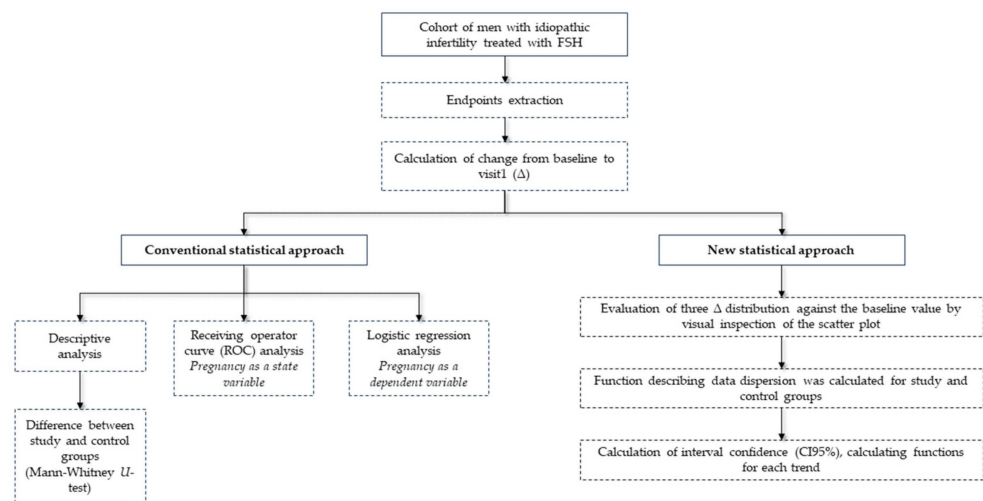 Cohort of men with idiopathic
infertility treated with FSH
Endpoints extraction
Calculation of change from baseline to
visit1 (Δ)
Conventional statistical approach
New statistical approach
Descriptive
analysis
Receiving operator
curve (ROC) analysis
Pregnancy as a state
variable
Logistic regression
analysis
Pregnancy as a
dependent variable
Difference between
study and control
groups
(Mann-Whitney U-
test)
Evaluation of three Δ distribution against the baseline value by
visual inspection of the scatter plot
Function describing data dispersion was calculated for study and
control groups
Calculation of interval confidence (CI95%), calculating functions
for each trend